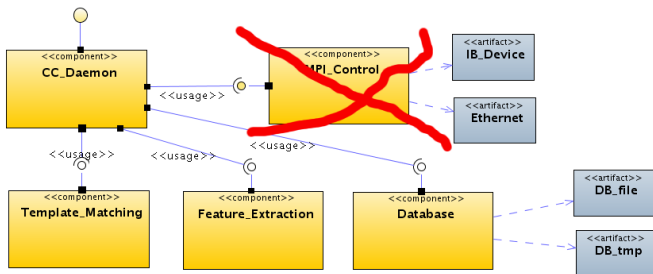 <<component>>
CC_Daemon
<<component>>
MPI_Control
<<artifact>>
IB_Device
<<artifact>>
Ethernet
<<usage>>
<<usage>>
<<usage>>
<<usage>>
<<component>>
Template_Matching
<<component>>
Feature_Extraction
<<component>>
Database
<<artifact>>
DB_file
<<artifact>>
DB_tmp